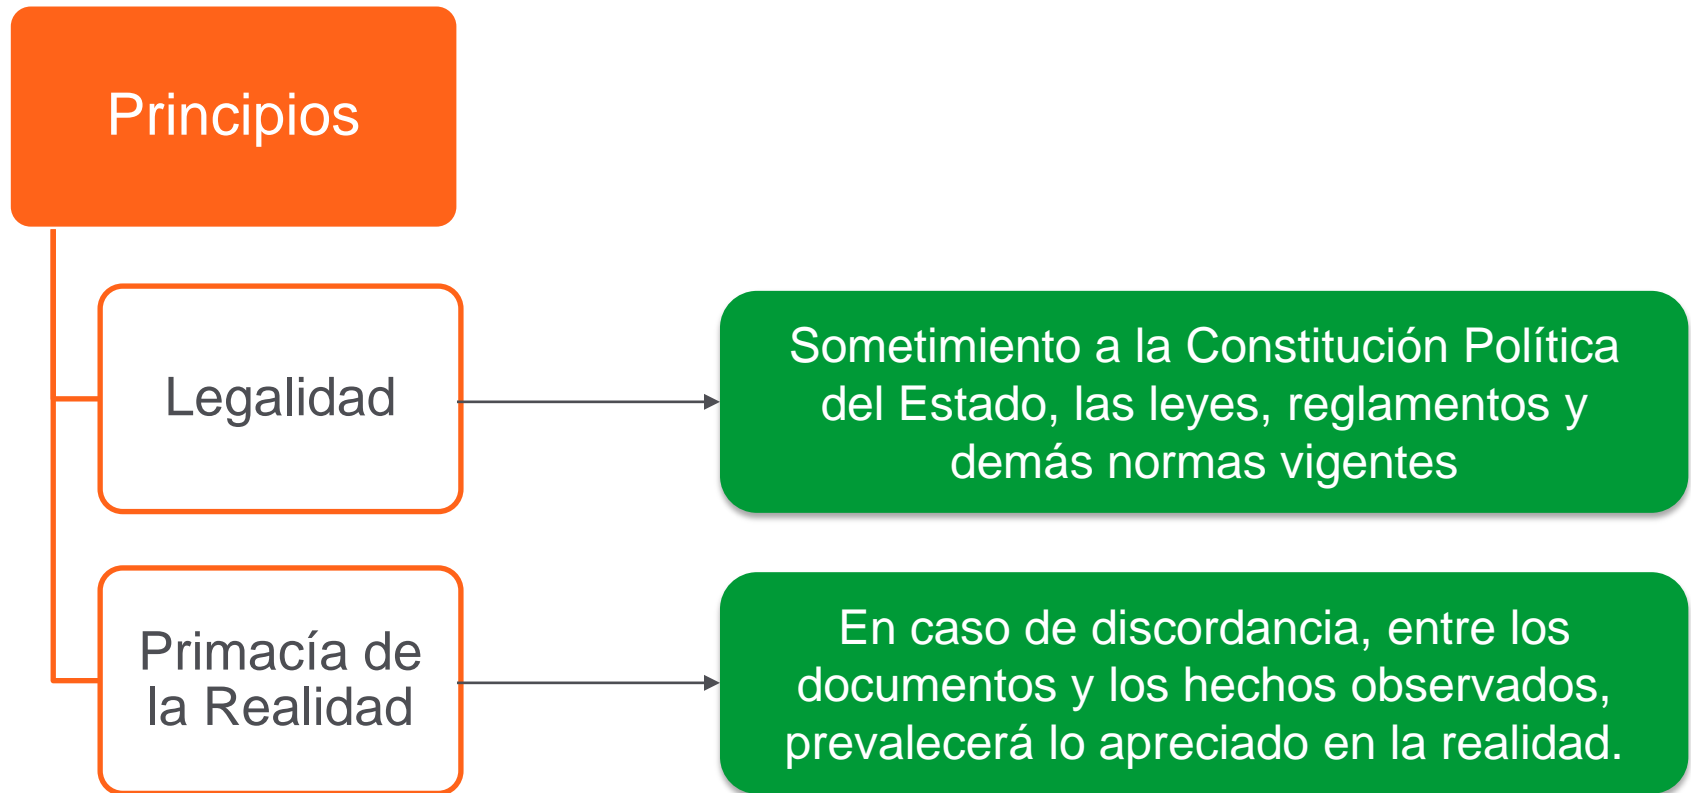 Principios
Legalidad
Sometimiento a la Constitución Política
del Estado, las leyes, reglamentos y
demás normas vigentes
Primacía de
la Realidad
En caso de discordancia, entre los
documentos y los hechos observados,
prevalecerá lo apreciado en la realidad.